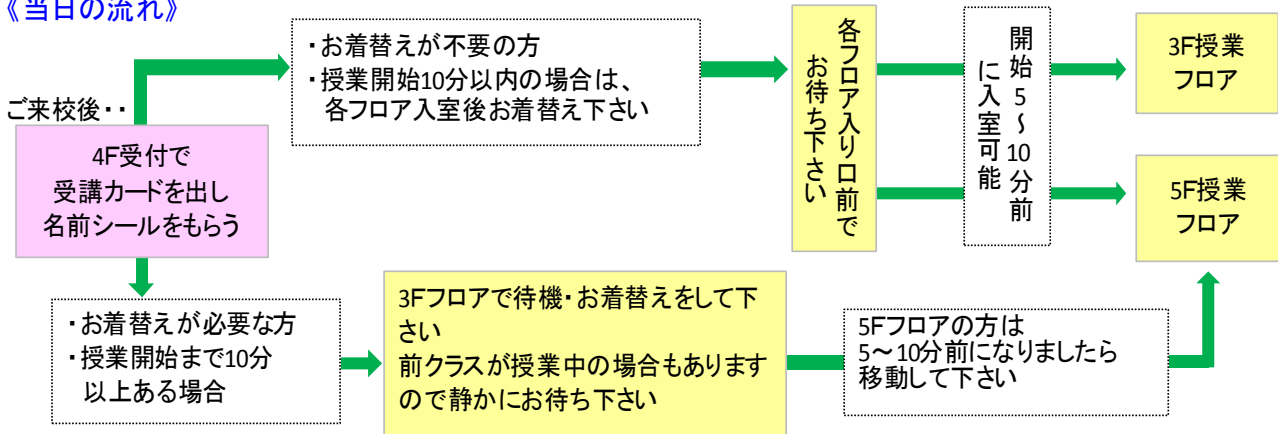 《当日の流れ》
ご来校後・・
4F受付で
受講カードを出し
名前シールをもらう
・お着替えが不要の方
・授業開始10分以内の場合は、
各フロア入室後お着替え下さい
各フロア入り口前で
お待ち下さい
開始5～10分前
に入室可能
3F授業
フロア
5F授業
フロア
・お着替えが必要な方
・授業開始まで10分
以上ある場合
3Fフロアで待機・お着替えをして下
さい
前クラスが授業中の場合もあります
ので静かにお待ち下さい
5Fフロアの方は
5～10分前になりましたら
移動して下さい